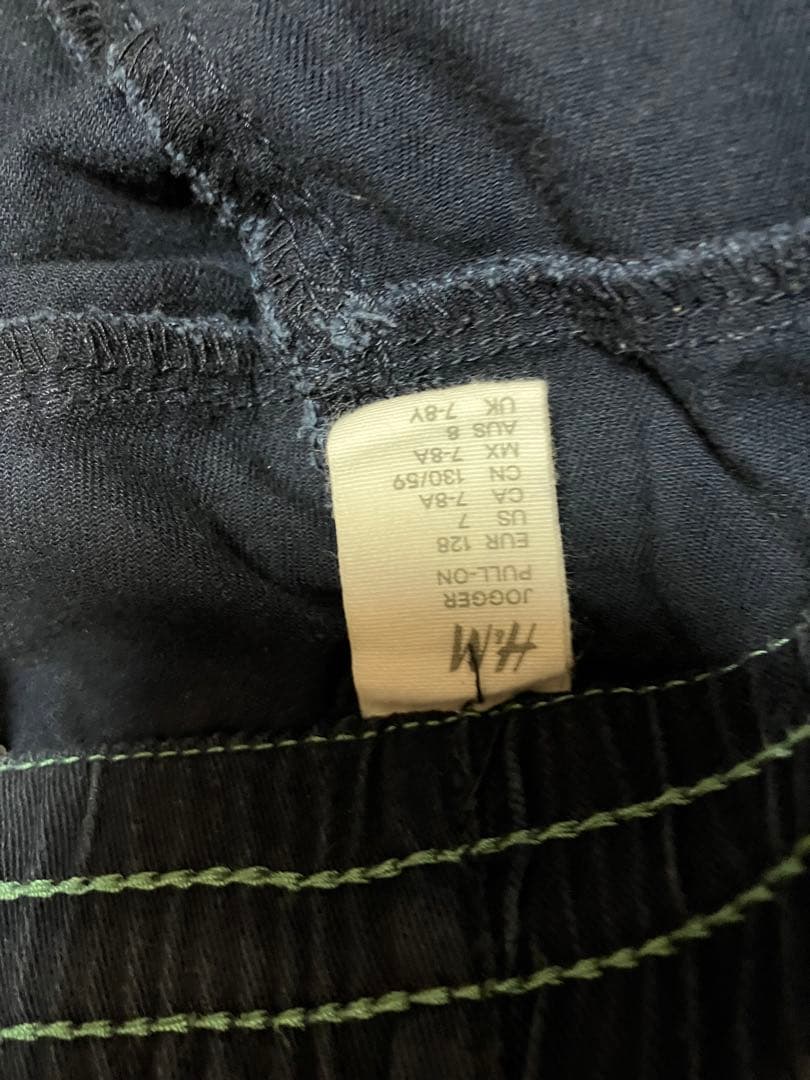 H&M
JOGGER
PULL-ON
EUR 128
US 7
CA 7-8A
CN 130/59
MX 7-8A
AUS 8
UK 7-8Y